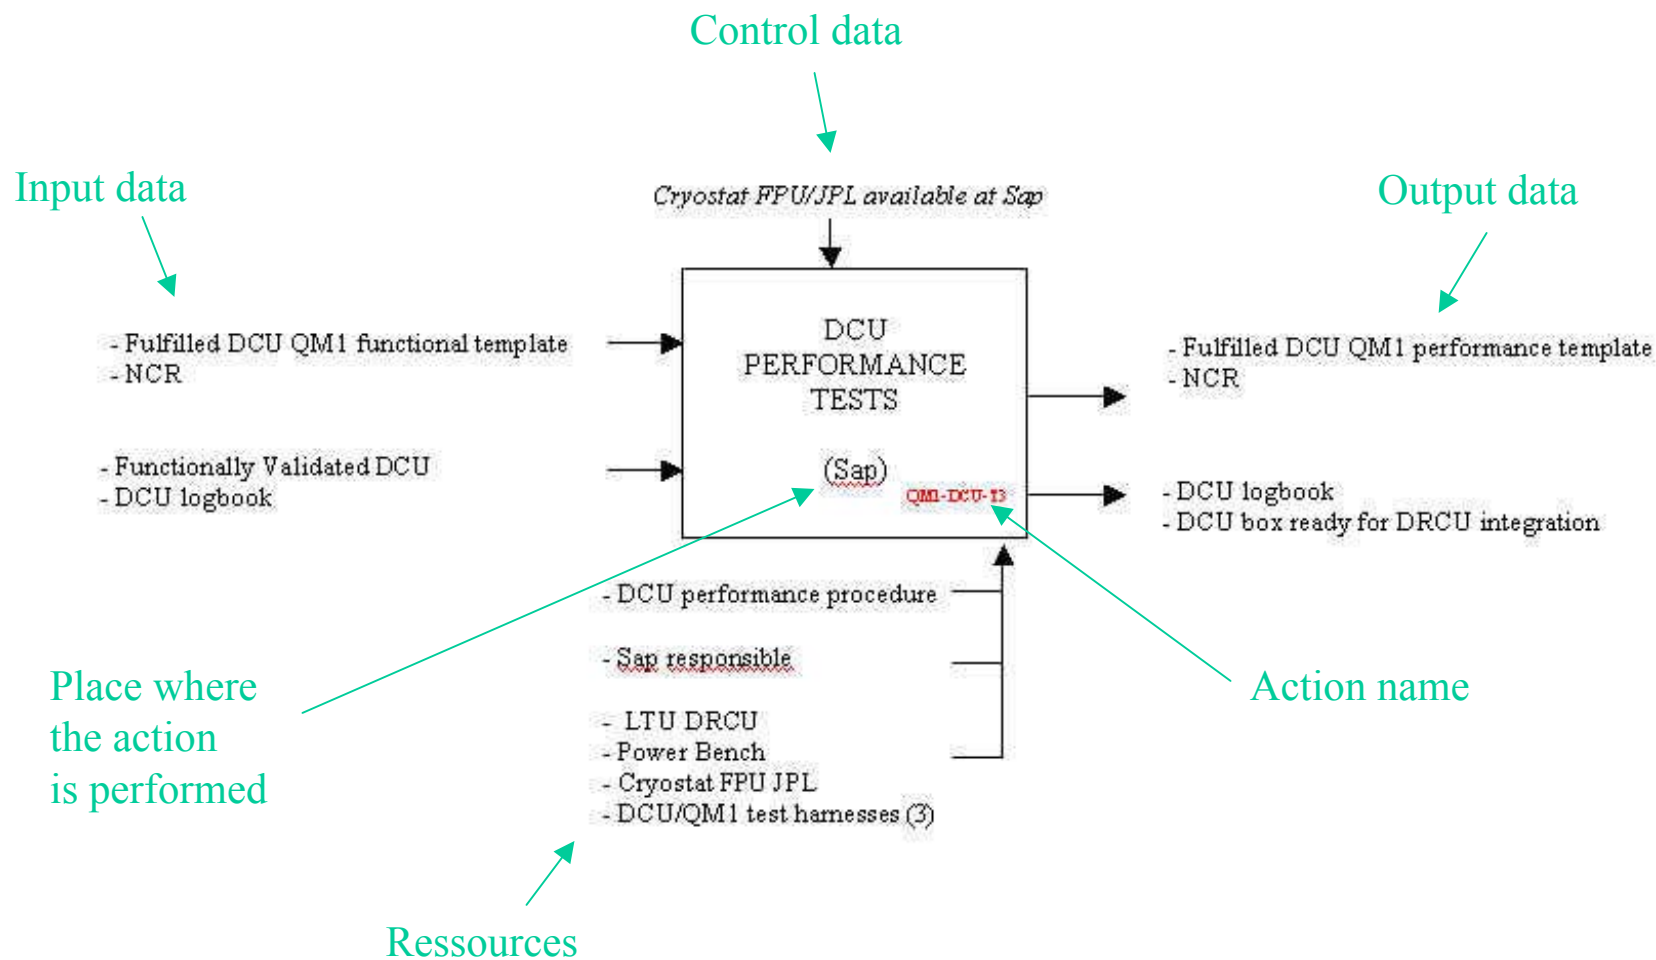 Control data
Input data
Cryostat FPU/JPL available at Sap
Output data
- Fulfilled DCU QM1 functional template
- NCR
- Functionally Validated DCU
- DCU logbook
DCU
PERFORMANCE
TESTS
(Sap)
QM1-DCU-T3
- Fulfilled DCU QM1 performance template
- NCR
- DCU logbook
- DCU box ready for DRCU integration
- DCU performance procedure
- Sap responsible
- LTU DRCU
- Power Bench
- Cryostat FPU JPL
- DCU/QM1 test harnesses (3)
Place where
the action
is performed
Action name
Ressources